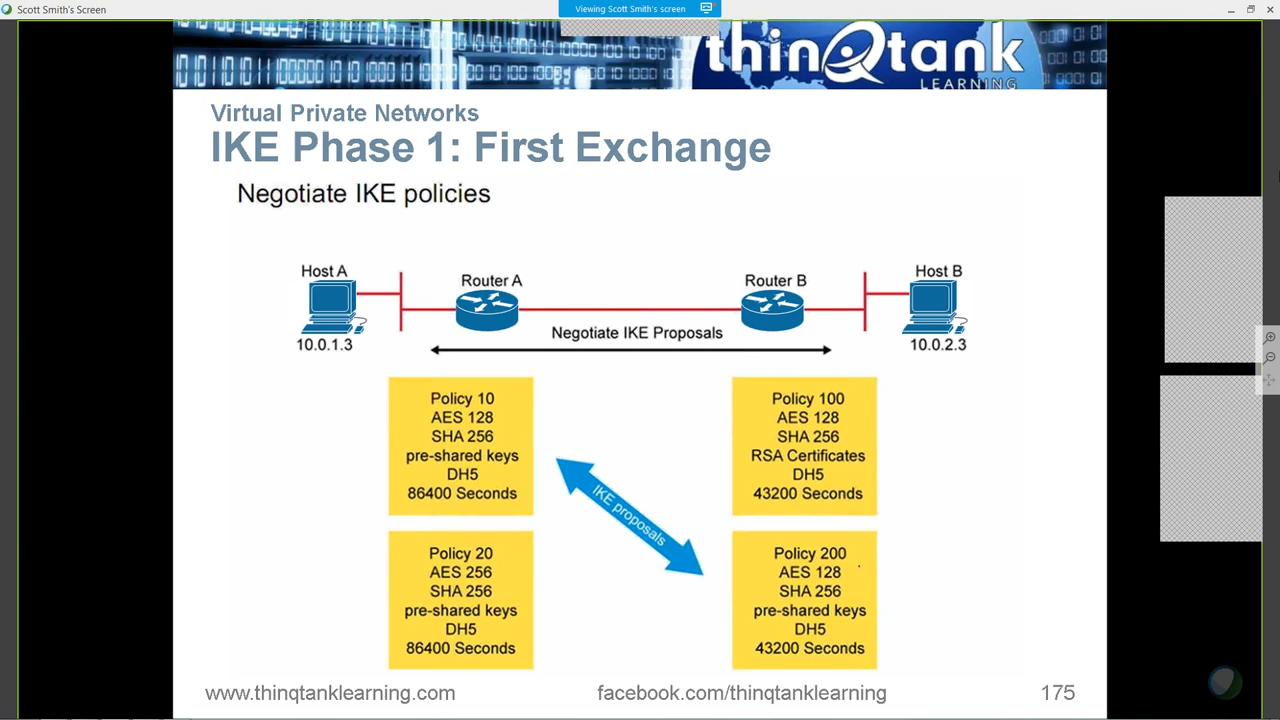 Scott Smith's Screen
Viewing Scott Smith's screen
thinQtank
LEARNING
Virtual Private Networks
IKE Phase 1: First Exchange
Negotiate IKE policies
Host A
Router A
Router B
Host B
Negotiate IKE Proposals
10.0.1.3
10.0.2.3
Policy 10
AES 128
SHA 256
pre-shared keys
DH5
86400 Seconds
Policy 100
AES 128
SHA 256
RSA Certificates
DH5
43200 Seconds
IKE proposals
Policy 20
AES 256
SHA 256
pre-shared keys
DH5
86400 Seconds
Policy 200
AES 128
SHA 256
pre-shared keys
DH5
43200 Seconds
www.thinqtanklearning.com
facebook.com/thinqtanklearning
175